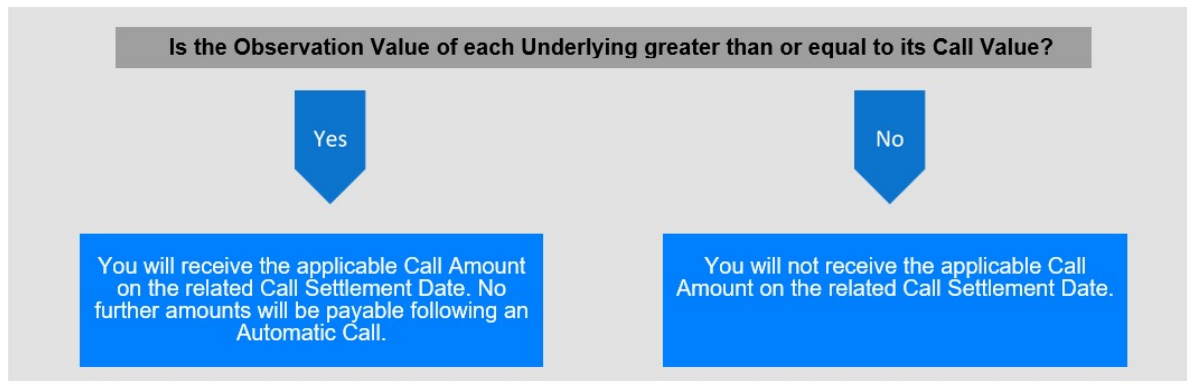 Is the Observation Value of each Underlying greater than or equal to its Call Value?
Yes
No
You will receive the applicable Call Amount
on the related Call Settlement Date. No
further amounts will be payable following an
Automatic Call.
You will not receive the applicable Call
Amount on the related Call Settlement Date.